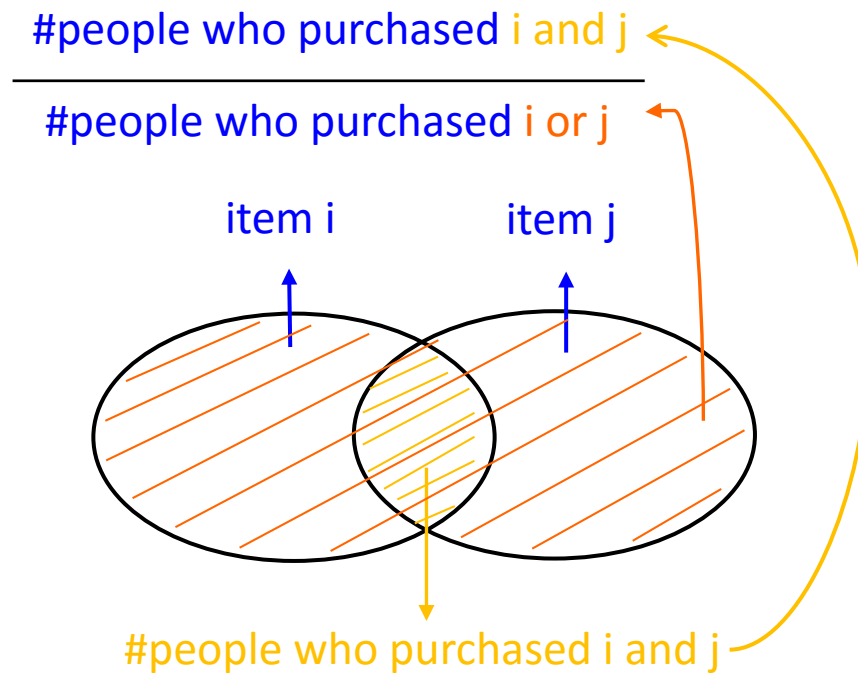 #people who purchased i and j
#people who purchased i or j
item i
item j
#people who purchased i and j